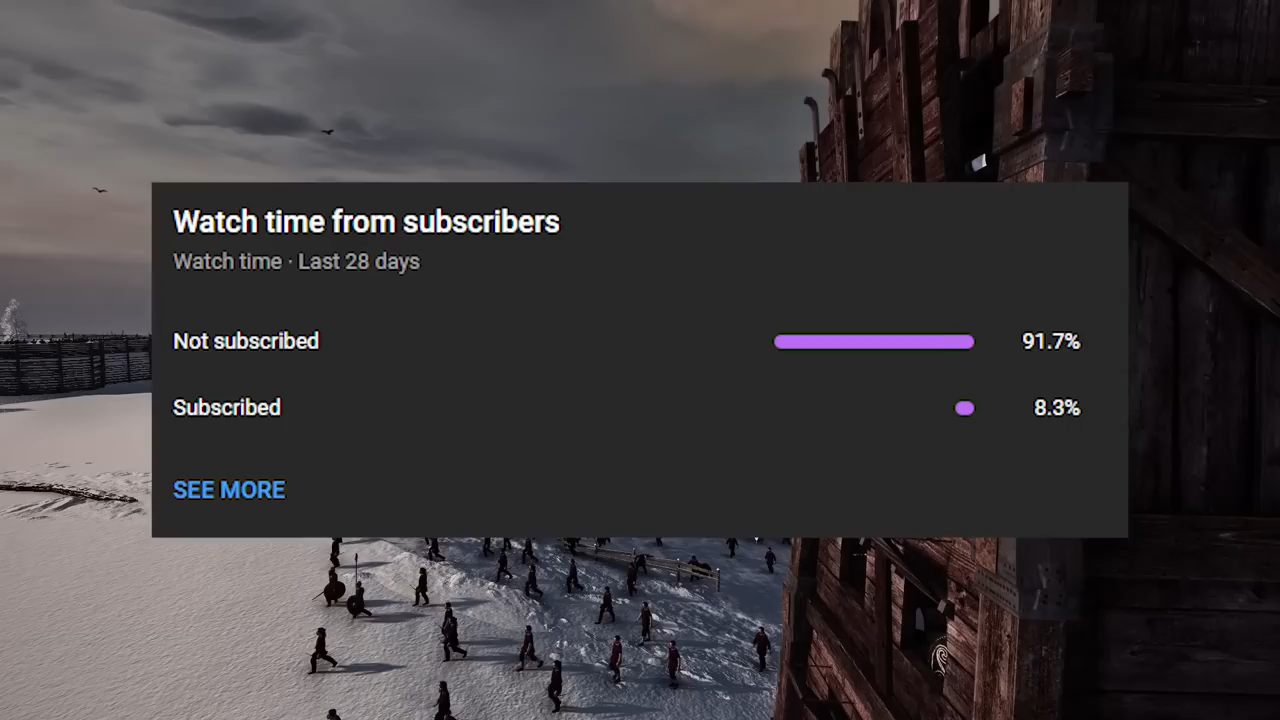 Watch time from subscribers
Watch time · Last 28 days
Not subscribed 91.7%
Subscribed 8.3%
SEE MORE